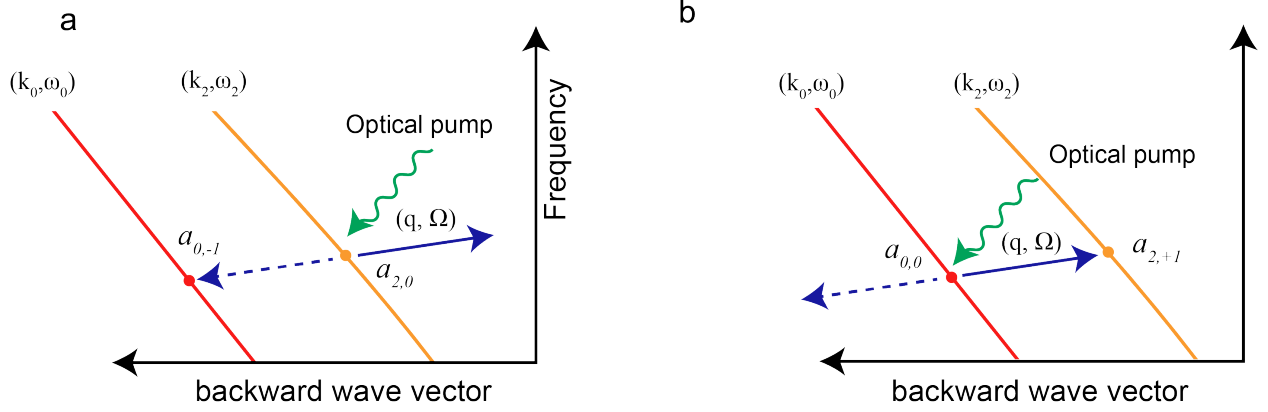 a
(k0,ω0)
(k2,ω2)
Optical pump
(q, Ω)
a0,-1
a2,0
Frequency
backward wave vector
b
(k0,ω0)
(k2,ω2)
Optical pump
(q, Ω)
a0,0
a2,+1
backward wave vector